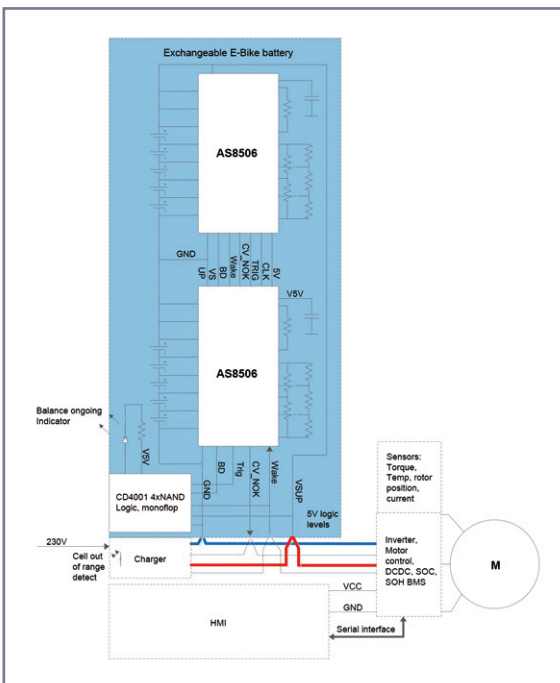 Exchangeable E-Bike battery
AS8506
GND
UP
VS
BD
Wake
CV_NOK
TRIG
CLK
5V
V5V
AS8506
Balance ongoing
Indicator
V5V
CD4001 4xNAND
Logic, monoflop
GND
BD
Trig
CV_NOK
Wake
VSUP
5V logic
levels
Sensors:
Torque,
Temp, rotor
position,
current
230V
Cell out
of range
detect
Charger
Inverter,
Motor
control,
DCDC, SOC,
SOH BMS
M
VCC
GND
HMI
Serial interface